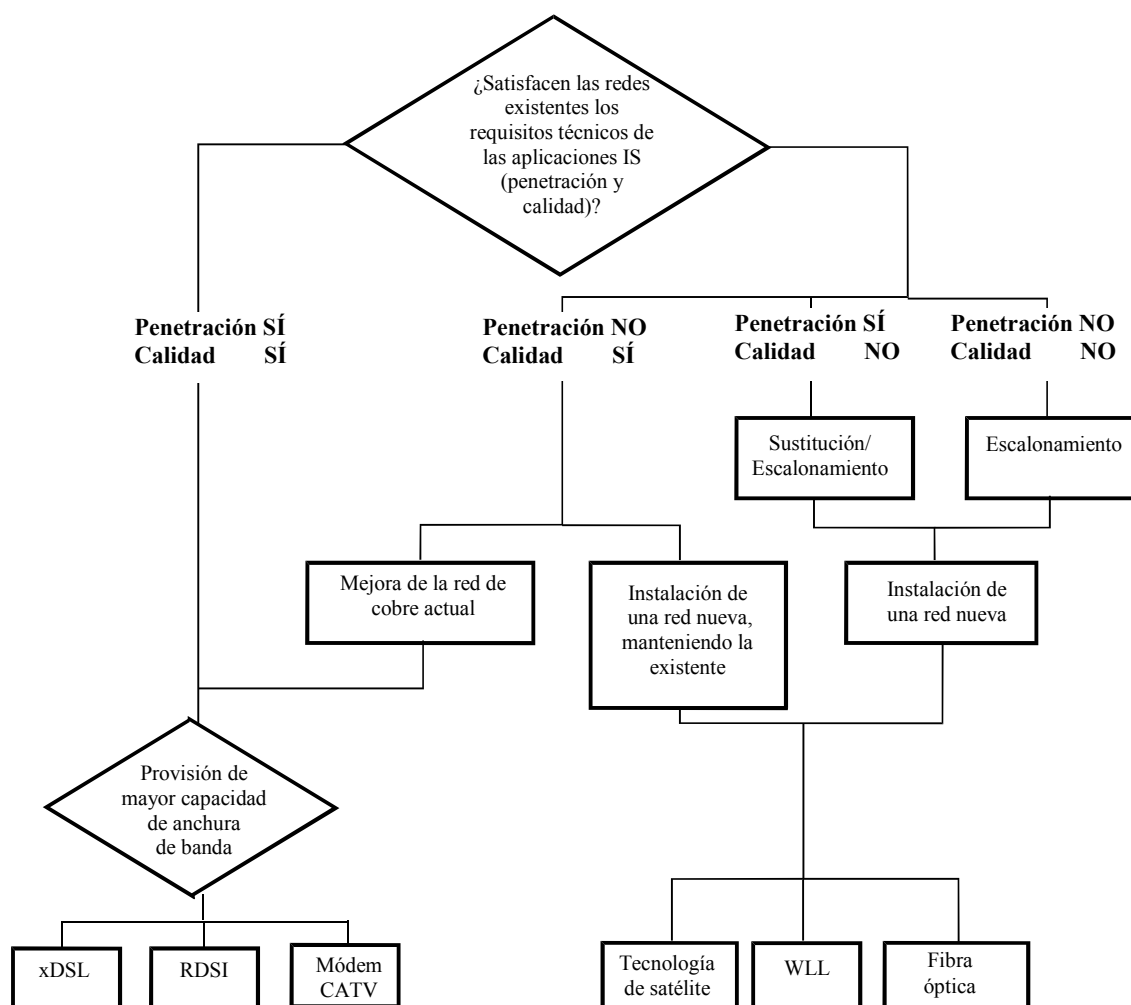 ¿Satisfacen las redes
existentes los
requisitos técnicos de
las aplicaciones IS
(penetración y
calidad)?
Penetración SÍ
Calidad SÍ
Penetración NO
Calidad SÍ
Penetración SÍ
Calidad NO
Penetración NO
Calidad NO
Sustitución/
Escalonamiento
Escalonamiento
Mejora de la red de
cobre actual
Instalación de
una red nueva,
manteniendo la
existente
Instalación de
una red nueva
Provisión de
mayor capacidad
de anchura
de banda
xDSL
RDSI
Módem
CATV
Tecnología
de satélite
WLL
Fibra
óptica